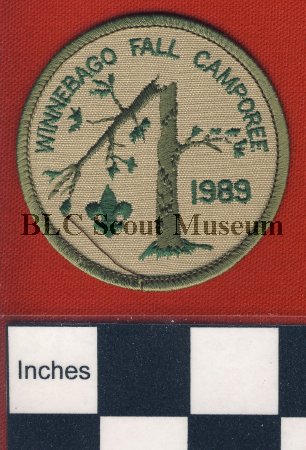 WINNEBAGO FALL CAMPOREE
1989
BLC Scout Museum
Inches